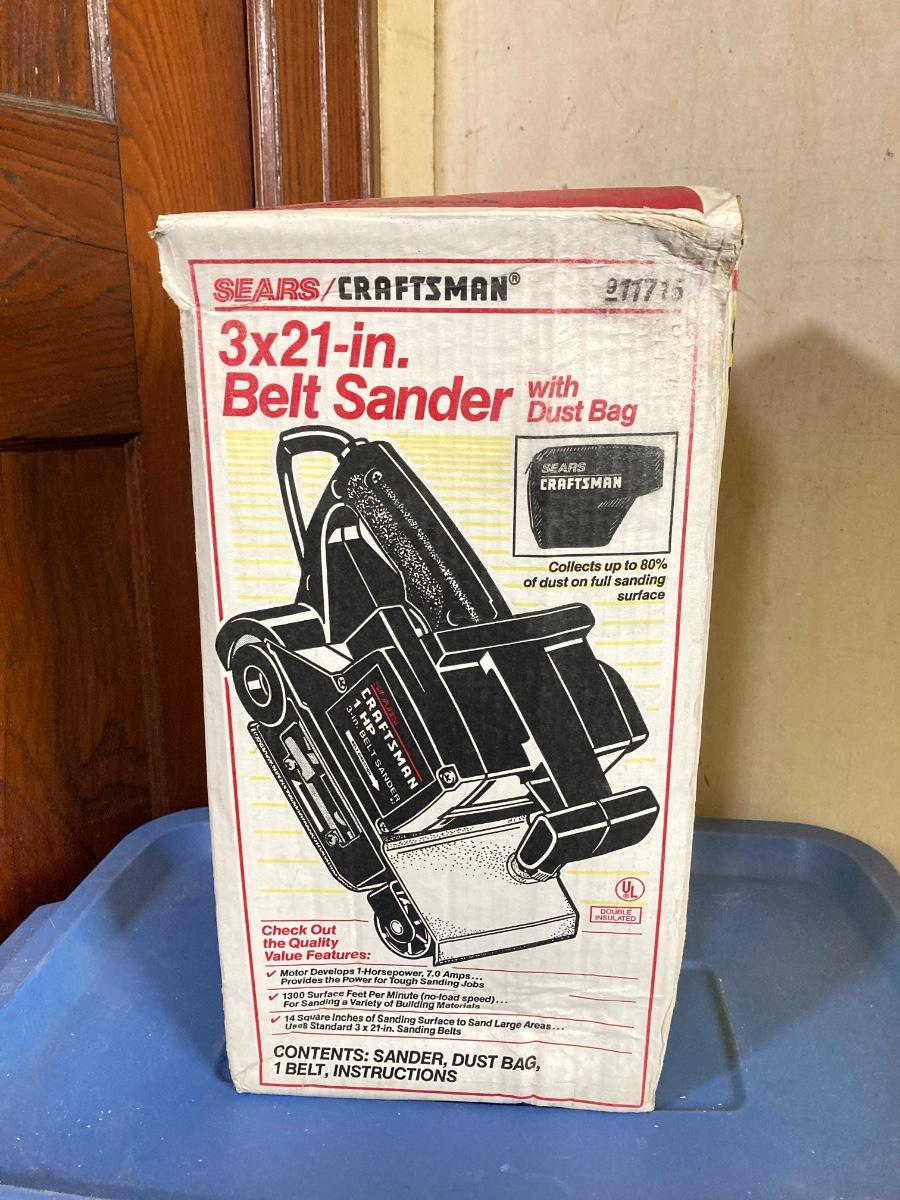 SEARS/CRAFTSMAN®
911715
3x21-in.
Belt Sander
with
Dust Bag
SEARS
CRAFTSMAN
Collects up to 80%
of dust on full sanding
surface
SEARS
CRAFTSMAN
1 HP
3-in. BELT SANDER
UL
DOUBLE
INSULATED
Check Out
the Quality
Value Features:
✓ Motor Develops 1-Horsepower, 7.0 Amps...
Provides the Power for Tough Sanding Jobs
✓ 1300 Surface Feet Per Minute (no-load speed)...
For Sanding a Variety of Building Materials
✓ 14 Square Inches of Sanding Surface to Sand Large Areas...
Uses Standard 3 x 21-in. Sanding Belts
CONTENTS: SANDER, DUST BAG,
1 BELT, INSTRUCTIONS